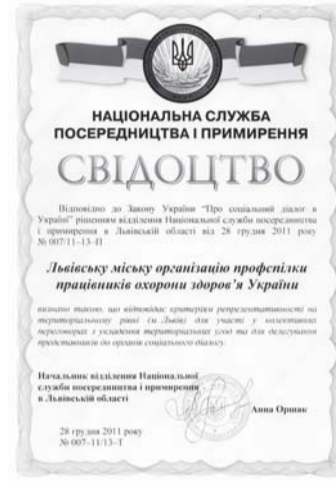 НАЦІОНАЛЬНА СЛУЖБА
ПОСЕРЕДНИЦТВА І ПРИМИРЕННЯ
СВІДОЦТВО
Відповідно до Закону України "Про соціальний діалог в
Україні" рішенням відділення Національної служби посередництва
і примирення в Львівській області від 28 грудня 2011 року
№ 007/11-13-П
Львівську міську організацію профспілки
працівників охорони здоров'я України
визнано такою, що відповідає критеріям репрезентативності на
територіальному рівні (м. Львів) для участі у колективних
переговорах з укладення територіальних угод та для делегування
представників до органів соціального діалогу.
Начальник відділення Національної
служби посередництва і примирення
в Львівській області
Анна Оршак
28 грудня 2011 року
№ 007-11/13-Т